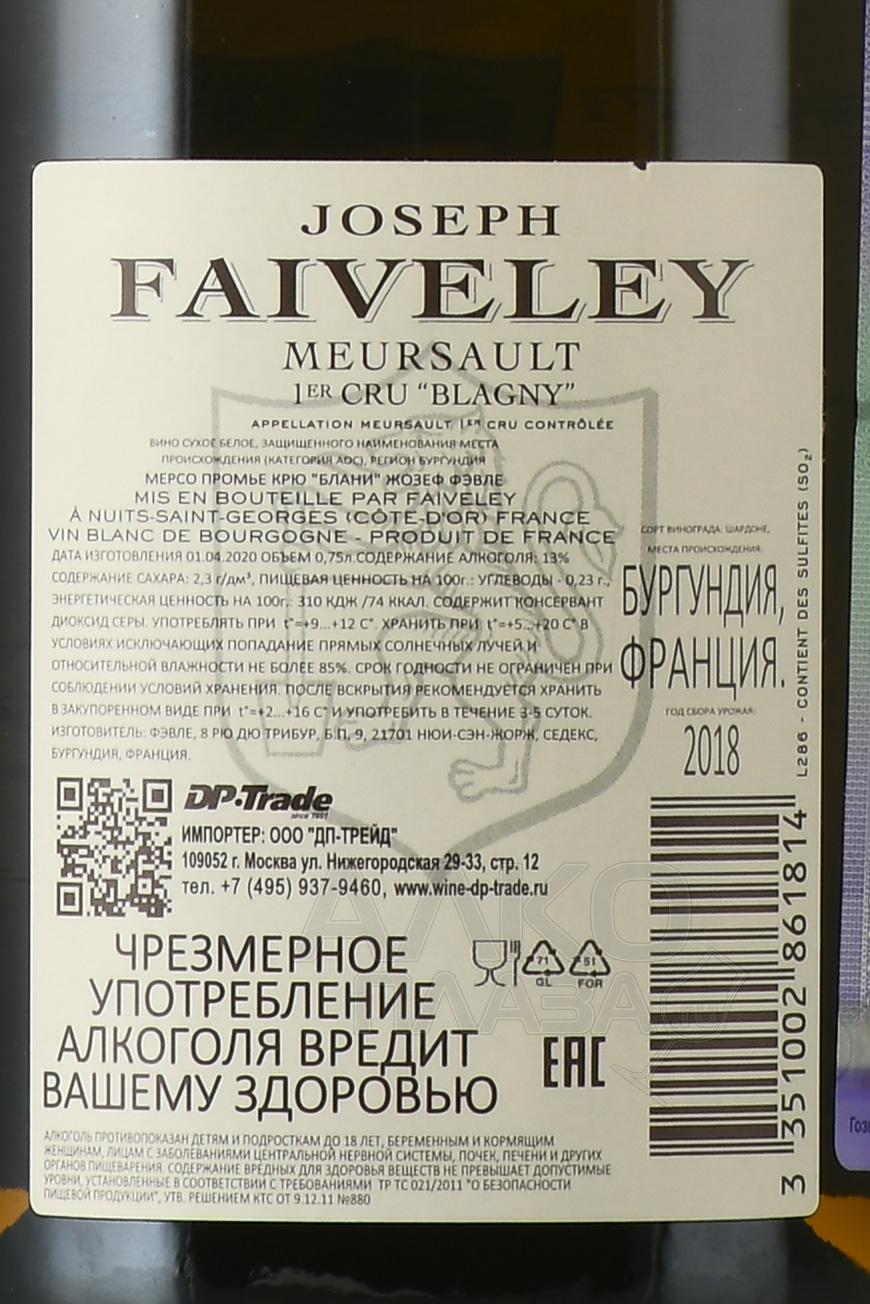 JOSEPH
FAIVELEY
MEURSAULT
1ER CRU "BLAGNY"
APPELLATION MEURSAULT 1ER CRU CONTRÔLÉE
ВИНО СУХОЕ БЕЛОЕ, ЗАЩИЩЕННОГО НАИМЕНОВАНИЯ МЕСТА
ПРОИСХОЖДЕНИЯ (КАТЕГОРИЯ АОС), РЕГИОН БУРГУНДИЯ
МЕРСО ПРОМЬЕ КРЮ "БЛАНИ" ЖОЗЕФ ФЭВЛЕ
MIS EN BOUTEILLE PAR FAIVELEY
À NUITS-SAINT-GEORGES (CÔTE-D'OR) FRANCE
VIN BLANC DE BOURGOGNE - PRODUIT DE FRANCE
ДАТА ИЗГОТОВЛЕНИЯ 01.04.2020 ОБЪЕМ 0,75л.СОДЕРЖАНИЕ АЛКОГОЛЯ: 13%
СОДЕРЖАНИЕ САХАРА: 2,3 г/дм³, ПИЩЕВАЯ ЦЕННОСТЬ НА 100г.: УГЛЕВОДЫ - 0,23 г.,
ЭНЕРГЕТИЧЕСКАЯ ЦЕННОСТЬ НА 100г.: 310 КДЖ /74 ККАЛ. СОДЕРЖИТ КОНСЕРВАНТ
ДИОКСИД СЕРЫ. УПОТРЕБЛЯТЬ ПРИ t°=+9...+12 С°. ХРАНИТЬ ПРИ t°=+5...+20 С° В
УСЛОВИЯХ ИСКЛЮЧАЮЩИХ ПОПАДАНИЕ ПРЯМЫХ СОЛНЕЧНЫХ ЛУЧЕЙ И
ОТНОСИТЕЛЬНОЙ ВЛАЖНОСТИ НЕ БОЛЕЕ 85%. СРОК ГОДНОСТИ НЕ ОГРАНИЧЕН ПРИ
СОБЛЮДЕНИИ УСЛОВИЙ ХРАНЕНИЯ. ПОСЛЕ ВСКРЫТИЯ РЕКОМЕНДУЕТСЯ ХРАНИТЬ
В ЗАКУПОРЕННОМ ВИДЕ ПРИ t°=+2...+16 С° И УПОТРЕБИТЬ В ТЕЧЕНИЕ 3-5 СУТОК.
ИЗГОТОВИТЕЛЬ: ФЭВЛЕ, 8 РЮ ДЮ ТРИБУР, Б.П, 9, 21701 НЮИ-СЭН-ЖОРЖ, СЕДЕКС,
БУРГУНДИЯ, ФРАНЦИЯ.
СОРТ ВИНОГРАДА: ШАРДОНЕ,
МЕСТА ПРОИСХОЖДЕНИЯ:
БУРГУНДИЯ,
ФРАНЦИЯ.
ГОД СБОРА УРОЖАЯ:
2018
L286 - CONTIENT DES SULFITES (SO₂)
DP-Trade
since 1991
ИМПОРТЕР: ООО "ДП-ТРЕЙД"
109052 г. Москва ул. Нижегородская 29-33, стр. 12
тел. +7 (495) 937-9460, www.wine-dp-trade.ru
ЧРЕЗМЕРНОЕ
УПОТРЕБЛЕНИЕ
АЛКОГОЛЯ ВРЕДИТ
ВАШЕМУ ЗДОРОВЬЮ
71
GL
51
FOR
EAC
3 351002 861814
АЛКОГОЛЬ ПРОТИВОПОКАЗАН ДЕТЯМ И ПОДРОСТКАМ ДО 18 ЛЕТ, БЕРЕМЕННЫМ И КОРМЯЩИМ
ЖЕНЩИНАМ, ЛИЦАМ С ЗАБОЛЕВАНИЯМИ ЦЕНТРАЛЬНОЙ НЕРВНОЙ СИСТЕМЫ, ПОЧЕК, ПЕЧЕНИ И ДРУГИХ
ОРГАНОВ ПИЩЕВАРЕНИЯ. СОДЕРЖАНИЕ ВРЕДНЫХ ДЛЯ ЗДОРОВЬЯ ВЕЩЕСТВ НЕ ПРЕВЫШАЕТ ДОПУСТИМЫЕ
УРОВНИ, УСТАНОВЛЕННЫЕ В СООТВЕТСТВИИ С ТРЕБОВАНИЯМИ ТР ТС 021/2011 "О БЕЗОПАСНОСТИ
ПИЩЕВОЙ ПРОДУКЦИИ", УТВ. РЕШЕНИЕМ КТС ОТ 9.12.11 №880
АЛКО
ПЛАЗА.ru